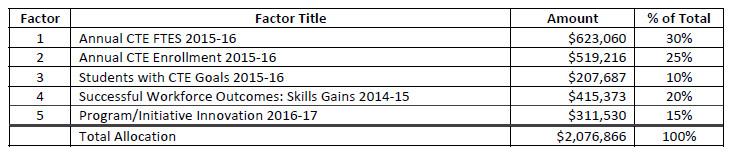 Factor Factor Title Amount % of Total
1 Annual CTE FTES 2015-16 $623,060 30%
2 Annual CTE Enrollment 2015-16 $519,216 25%
3 Students with CTE Goals 2015-16 $207,687 10%
4 Successful Workforce Outcomes: Skills Gains 2014-15 $415,373 20%
5 Program/Initiative Innovation 2016-17 $311,530 15%
Total Allocation $2,076,866 100%